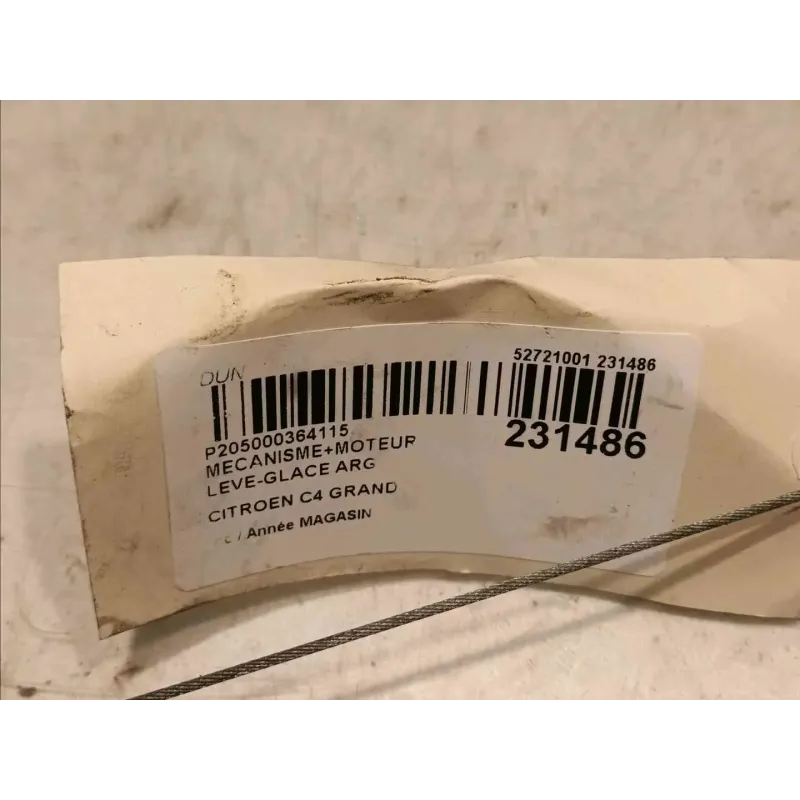 DUN
52721001 231486
P205000364115
231486
MECANISME+MOTEUR
LEVE-GLACE ARG
CITROEN C4 GRAND
/ Année MAGASIN